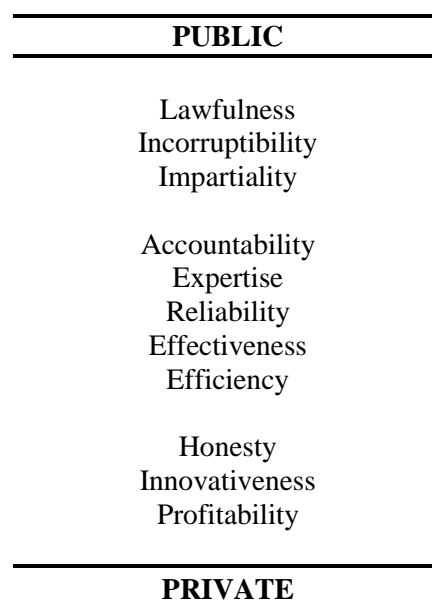 PUBLIC
Lawfulness
Incorruptibility
Impartiality
Accountability
Expertise
Reliability
Effectiveness
Efficiency
Honesty
Innovativeness
Profitability
PRIVATE